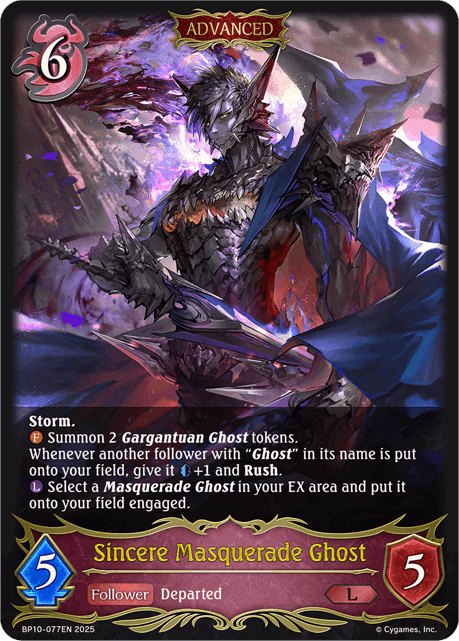 ADVANCED
6
Storm.
F Summon 2 Gargantuan Ghost tokens.
Whenever another follower with “Ghost” in its name is put
onto your field, give it +1 and Rush.
L Select a Masquerade Ghost in your EX area and put it
onto your field engaged.
Sincere Masquerade Ghost
5
Follower Departed
L
5
BP10-077EN 2025
© Cygames, Inc.